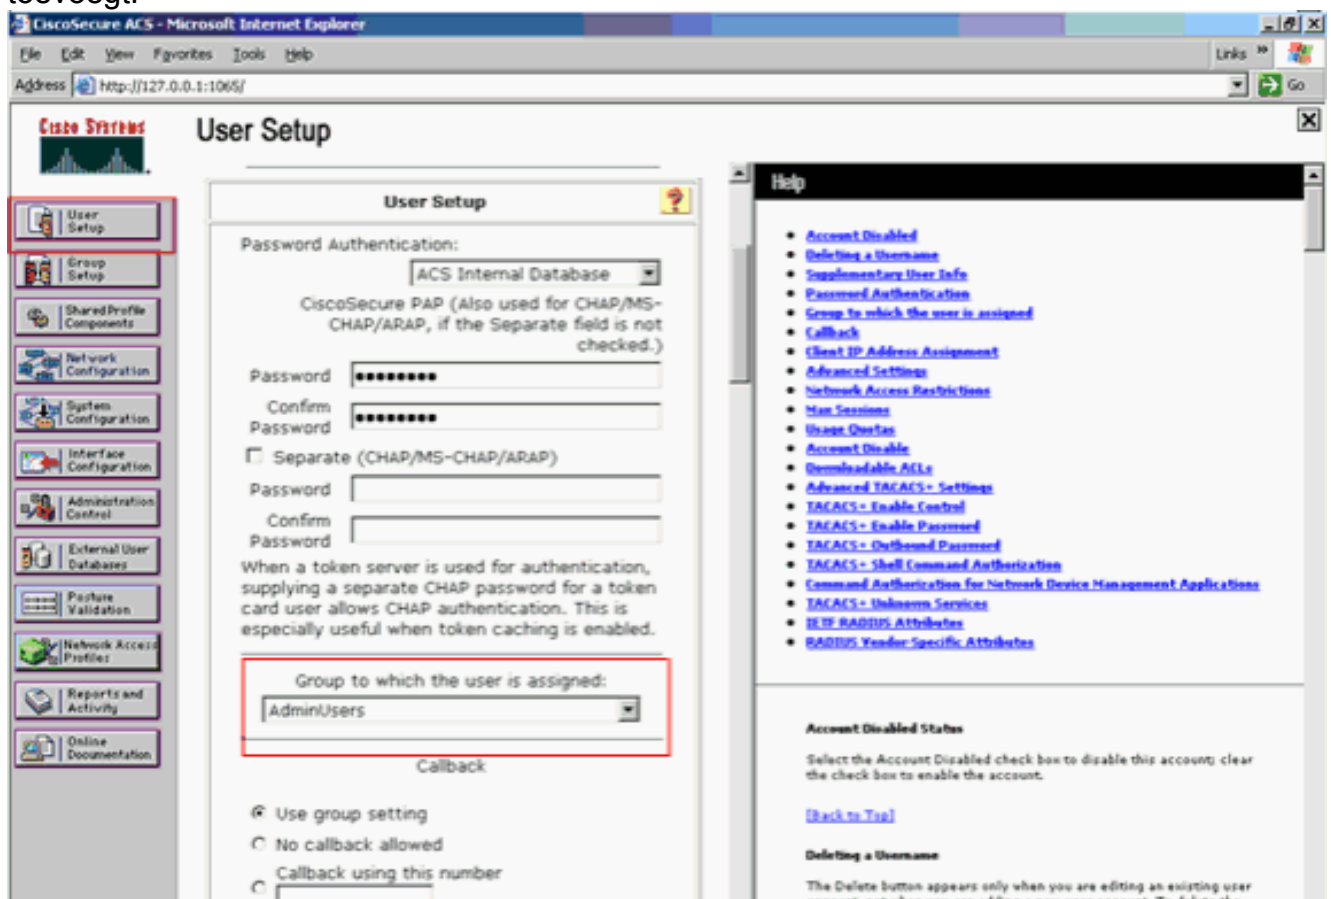 CiscoSecure ACS - Microsoft Internet Explorer
File Edit View Favorites Tools Help
Links »
Address http://127.0.0.1:1065/
Go
Cisco Systems
User Setup
User Setup
Group Setup
Shared Profile Components
Network Configuration
System Configuration
Interface Configuration
Administration Control
External User Databases
Posture Validation
Network Access Profiles
Reports and Activity
Online Documentation
User Setup
Password Authentication:
ACS Internal Database
CiscoSecure PAP (Also used for CHAP/MS-
CHAP/ARAP, if the Separate field is not
checked.)
Password
Confirm
Password
Separate (CHAP/MS-CHAP/ARAP)
Password
Confirm
Password
When a token server is used for authentication,
supplying a separate CHAP password for a token
card user allows CHAP authentication. This is
especially useful when token caching is enabled.
Group to which the user is assigned:
AdminUsers
Callback
Use group setting
No callback allowed
Callback using this number
Help
Account Disabled
Deleting a Username
Supplementary User Info
Password Authentication
Group to which the user is assigned
Callback
Client IP Address Assignment
Advanced Settings
Network Access Restrictions
Max Sessions
Usage Quotas
Account Disable
Downloadable ACLs
Advanced TACACS+ Settings
TACACS+ Enable Control
TACACS+ Enable Password
TACACS+ Outbound Password
TACACS+ Shell Command Authorization
Command Authorization for Network Device Management Applications
TACACS+ Unknown Services
IETF RADIUS Attributes
RADIUS Vendor-Specific Attributes
Account Disabled Status
Select the Account Disabled check box to disable this account; clear
the check box to enable the account.
[Back to Top]
Deleting a Username
The Delete button appears only when you are editing an existing user